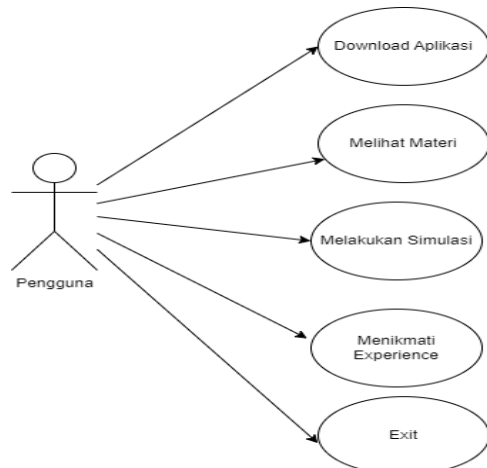 Download Aplikasi
Melihat Materi
Melakukan Simulasi
Pengguna
Menikmati
Experience
Exit